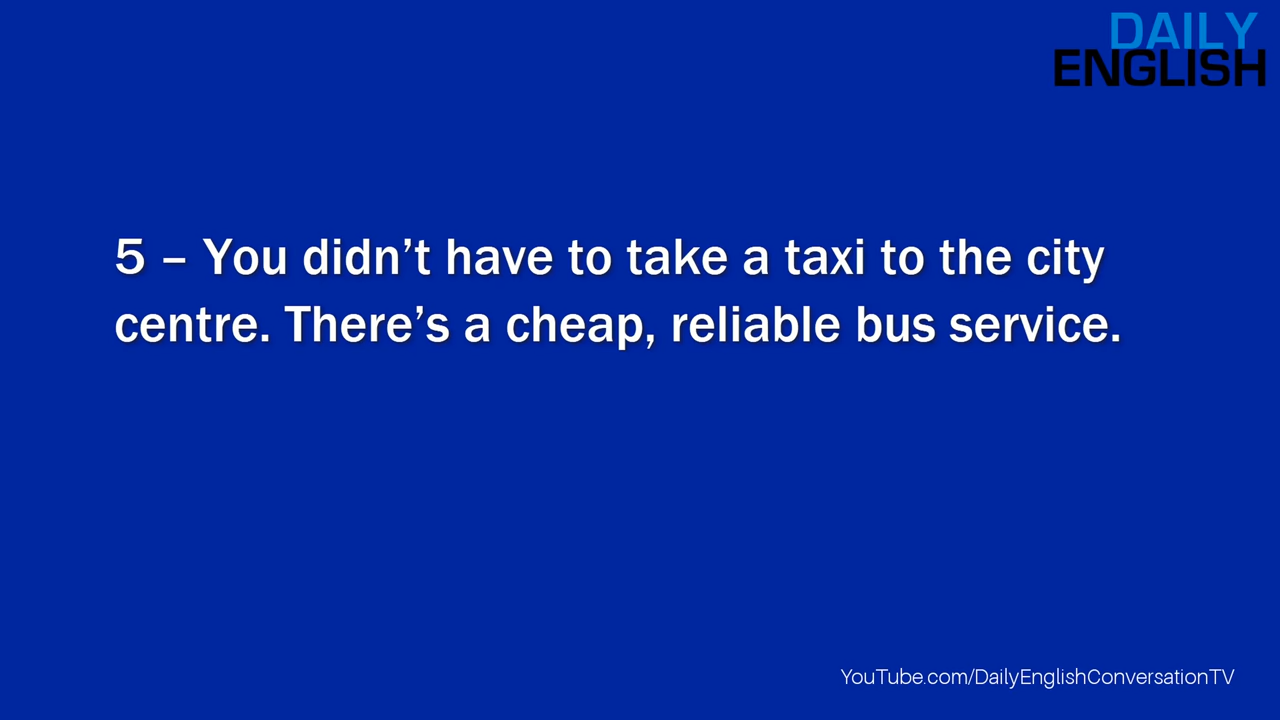 DAILY
ENGLISH
5 – You didn’t have to take a taxi to the city
centre. There’s a cheap, reliable bus service.
YouTube.com/DailyEnglishConversationTV